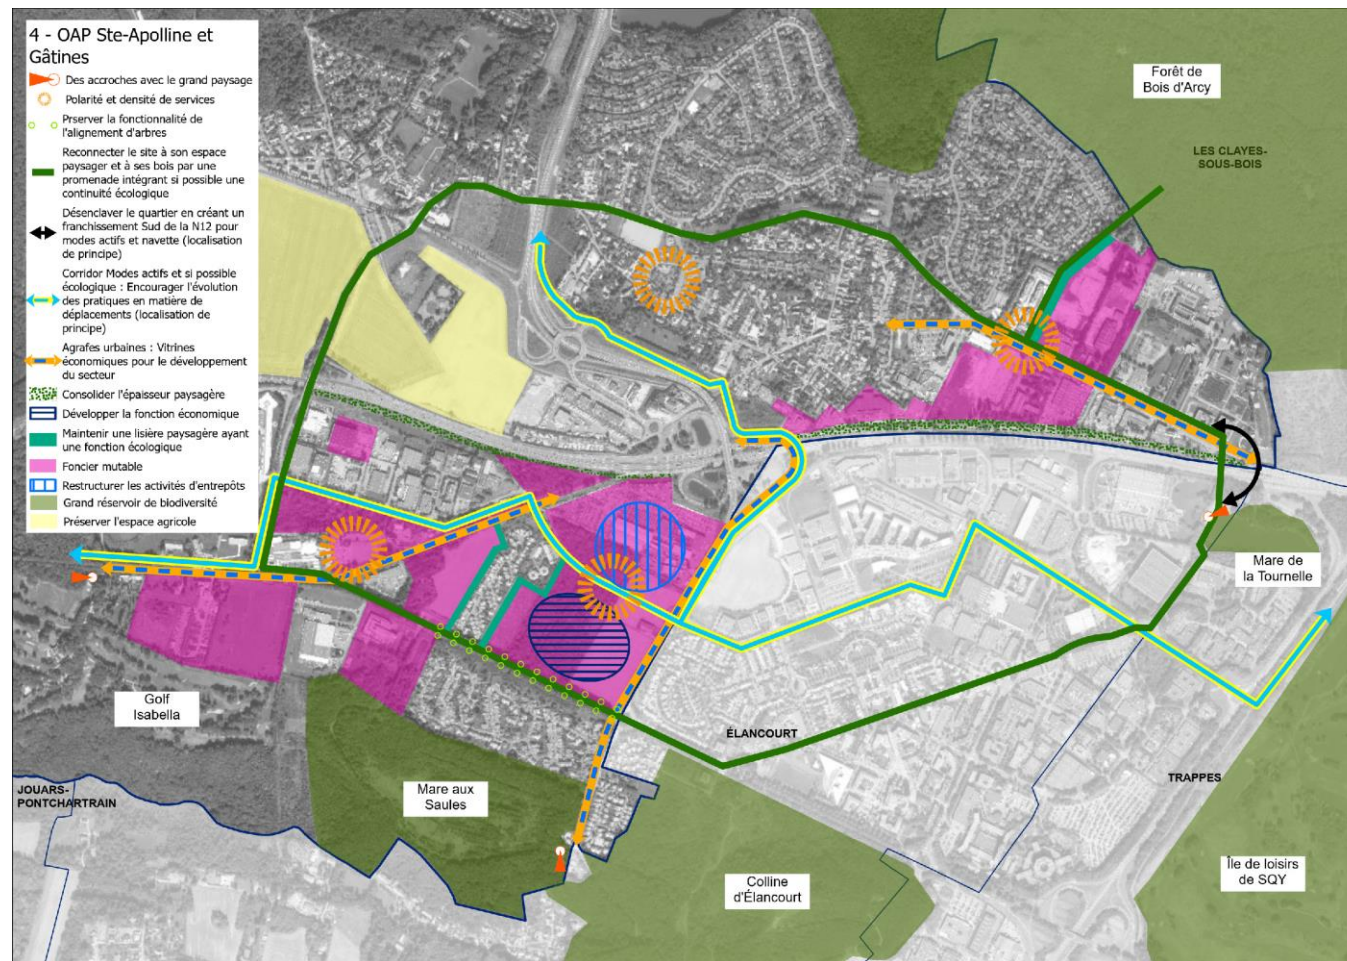 4 - OAP Ste-Apolline et
Gâtines
Des accroches avec le grand paysage
Polarité et densité de services
Prserver la fonctionnalité de
l'alignement d'arbres
Reconnecter le site à son espace
paysager et à ses bois par une
promenade intégrant si possible une
continuité écologique
Désenclaver le quartier en créant un
franchissement Sud de la N12 pour
modes actifs et navette (localisation
de principe)
Corridor Modes actifs et si possible
écologique : Encourager l'évolution
des pratiques en matière de
déplacements (localisation de
principe)
Agrafes urbaines : Vitrines
économiques pour le développement
du secteur
Consolider l'épaisseur paysagère
Développer la fonction économique
Maintenir une lisière paysagère ayant
une fonction écologique
Foncier mutable
Restructurer les activités d'entrepôts
Grand réservoir de biodiversité
Préserver l'espace agricole
Forêt de
Bois d'Arcy
LES CLAYES-
SOUS-BOIS
Mare de
la Tournelle
Golf
Isabella
ÉLANCOURT
TRAPPES
JOUARS-
PONTCHARTRAIN
Mare aux
Saules
Colline
d'Élancourt
Île de loisirs
de SQY